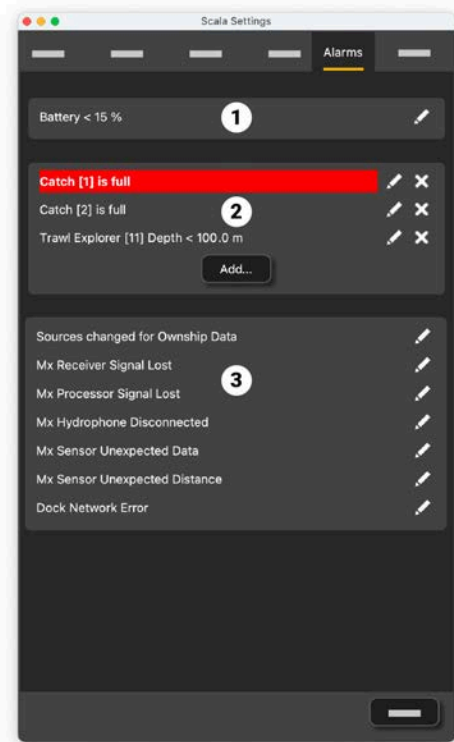 Scala Settings
Alarms
Battery < 15 %
1
Catch [1] is full
Catch [2] is full
2
Trawl Explorer [11] Depth < 100.0 m
Add...
Sources changed for Ownship Data
Mx Receiver Signal Lost
3
Mx Processor Signal Lost
Mx Hydrophone Disconnected
Mx Sensor Unexpected Data
Mx Sensor Unexpected Distance
Dock Network Error